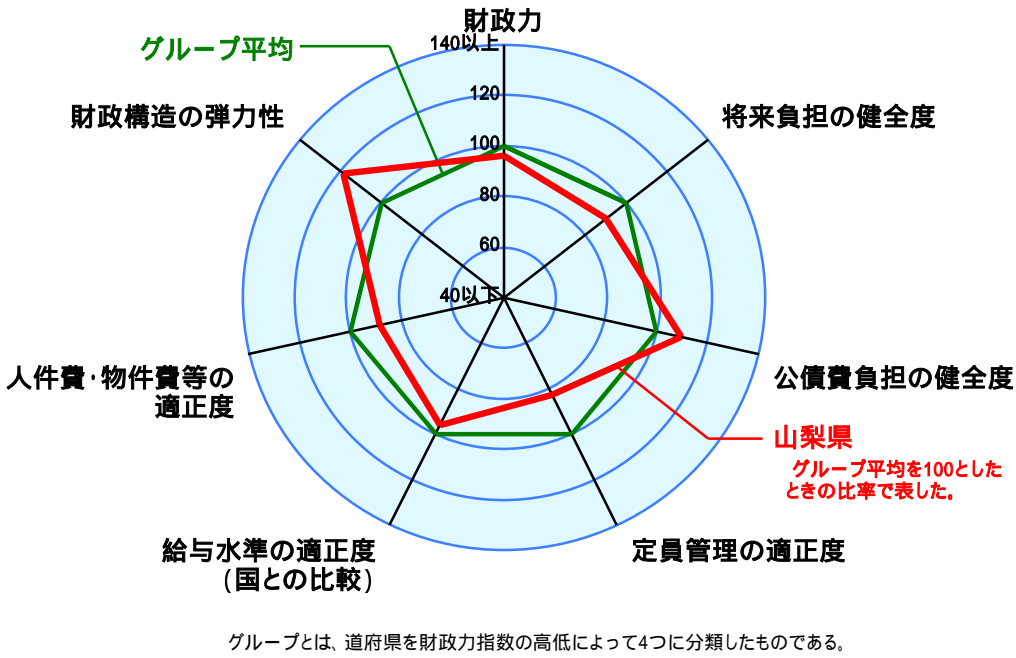 財政力
140以上
グループ平均
120
財政構造の弾力性
将来負担の健全度
100
80
60
40以下
人件費・物件費等の
適正度
公債費負担の健全度
山梨県
グループ平均を100とした
ときの比率で表した。
給与水準の適正度
(国との比較)
定員管理の適正度
グループとは、道府県を財政力指数の高低によって4つに分類したものである。